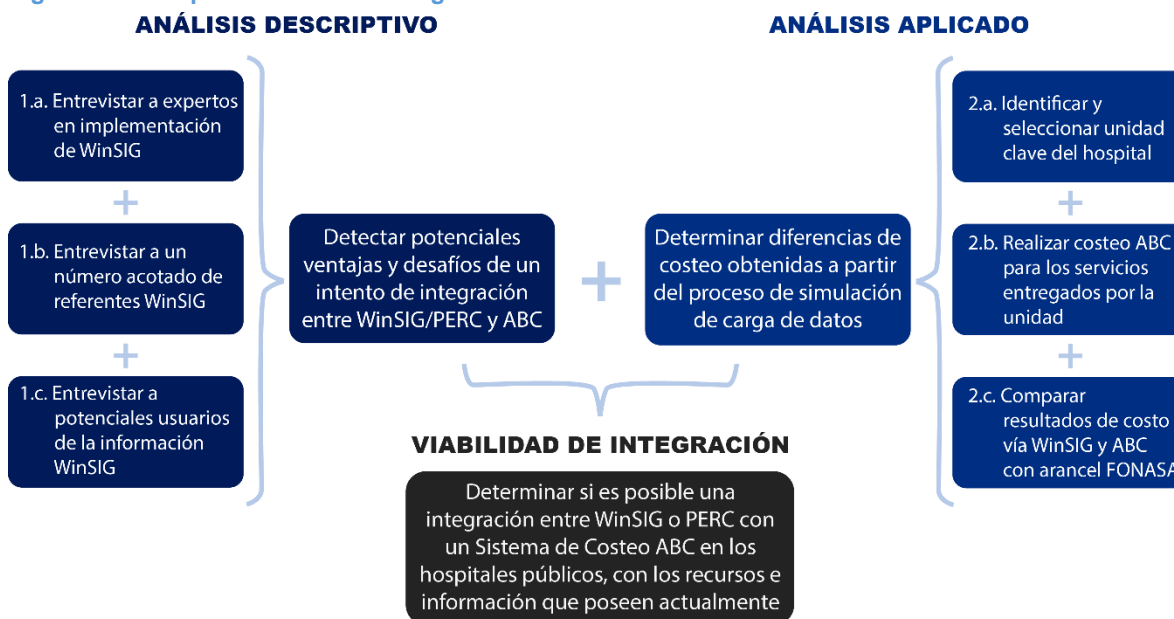 ANÁLISIS DESCRIPTIVO
1.a. Entrevistar a expertos
en implementación
de WinSIG
+
1.b. Entrevistar a un
número acotado de
referentes WinSIG
+
1.c. Entrevistar a
potenciales usuarios
de la información
WinSIG
Detectar potenciales
ventajas y desafíos de un
intento de integración
entre WinSIG/PERC y ABC
+
ANÁLISIS APLICADO
Determinar diferencias de
costeo obtenidas a partir
del proceso de simulación
de carga de datos
2.a. Identificar y
seleccionar unidad
clave del hospital
+
2.b. Realizar costeo ABC
para los servicios
entregados por la
unidad
+
2.c. Comparar
resultados de costo
vía WinSIG y ABC
con arancel FONASA
VIABILIDAD DE INTEGRACIÓN
Determinar si es posible una
integración entre WinSIG o PERC con
un Sistema de Costeo ABC en los
hospitales públicos, con los recursos e
información que poseen actualmente